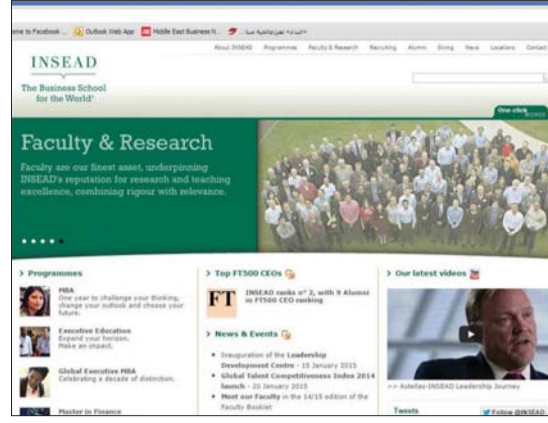 ome to Facebook ...
Outlook Web App
Middle East Business N...
About INSEAD Programmes Faculty & Research Recruiting Alumni Giving News Locations Contact
INSEAD
The Business School
for the World®
One-click
ACCESS
Faculty & Research
Faculty are our finest asset, underpinning
INSEAD's reputation for research and teaching
excellence, combining rigour with relevance.
> Programmes
MBA
One year to challenge your thinking,
change your outlook and choose your
future.
Executive Education
Expand your horizon.
Make an impact.
Global Executive MBA
Celebrating a decade of distinction.
Master in Finance
> Top FT500 CEOs
FT
INSEAD ranks n° 2, with 9 Alumni
in FT500 CEO ranking
> News & Events
Inauguration of the Leadership
Development Centre - 15 January 2015
Global Talent Competitiveness Index 2014
launch - 20 January 2015
Meet our Faculty in the 14/15 edition of the
Faculty Booklet
> Our latest videos
>> Astellas-INSEAD Leadership Journey
Tweets
Follow @INSEAD